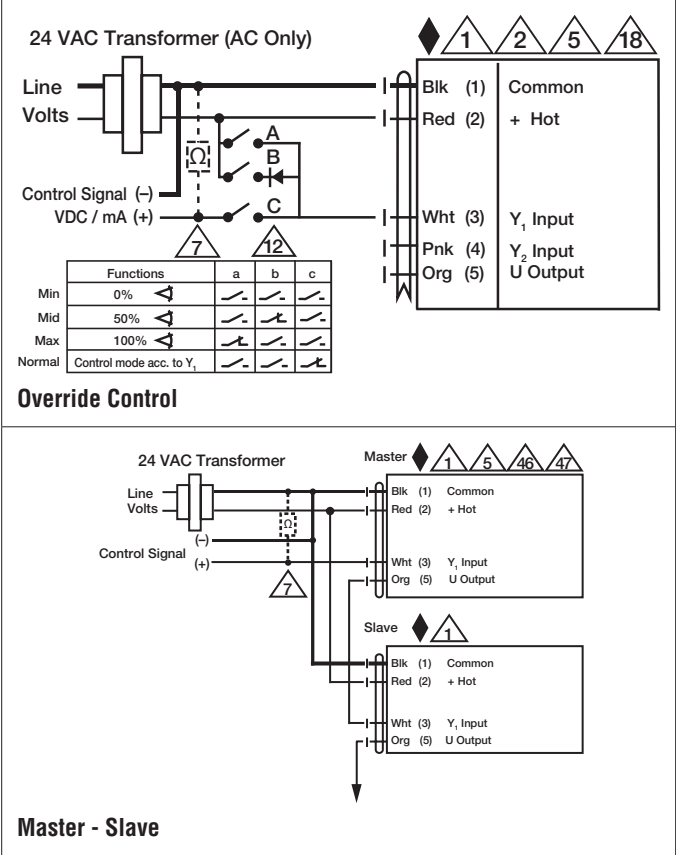 24 VAC Transformer (AC Only)
1 2 5 18
Line
Volts
Blk (1) Common
Red (2) + Hot
A
Ω
B
Control Signal (–)
VDC / mA (+)
C
Wht (3) Y1 Input
Pnk (4) Y2 Input
Org (5) U Output
7 12
Functions a b c
Min 0%
Mid 50%
Max 100%
Normal Control mode acc. to Y1
Override Control
24 VAC Transformer
Master 1 5 46 47
Line
Volts
Blk (1) Common
Red (2) + Hot
Ω
Control Signal (–)
(+)
Wht (3) Y1 Input
Org (5) U Output
7
Slave 1
Blk (1) Common
Red (2) + Hot
Wht (3) Y1 Input
Org (5) U Output
Master - Slave